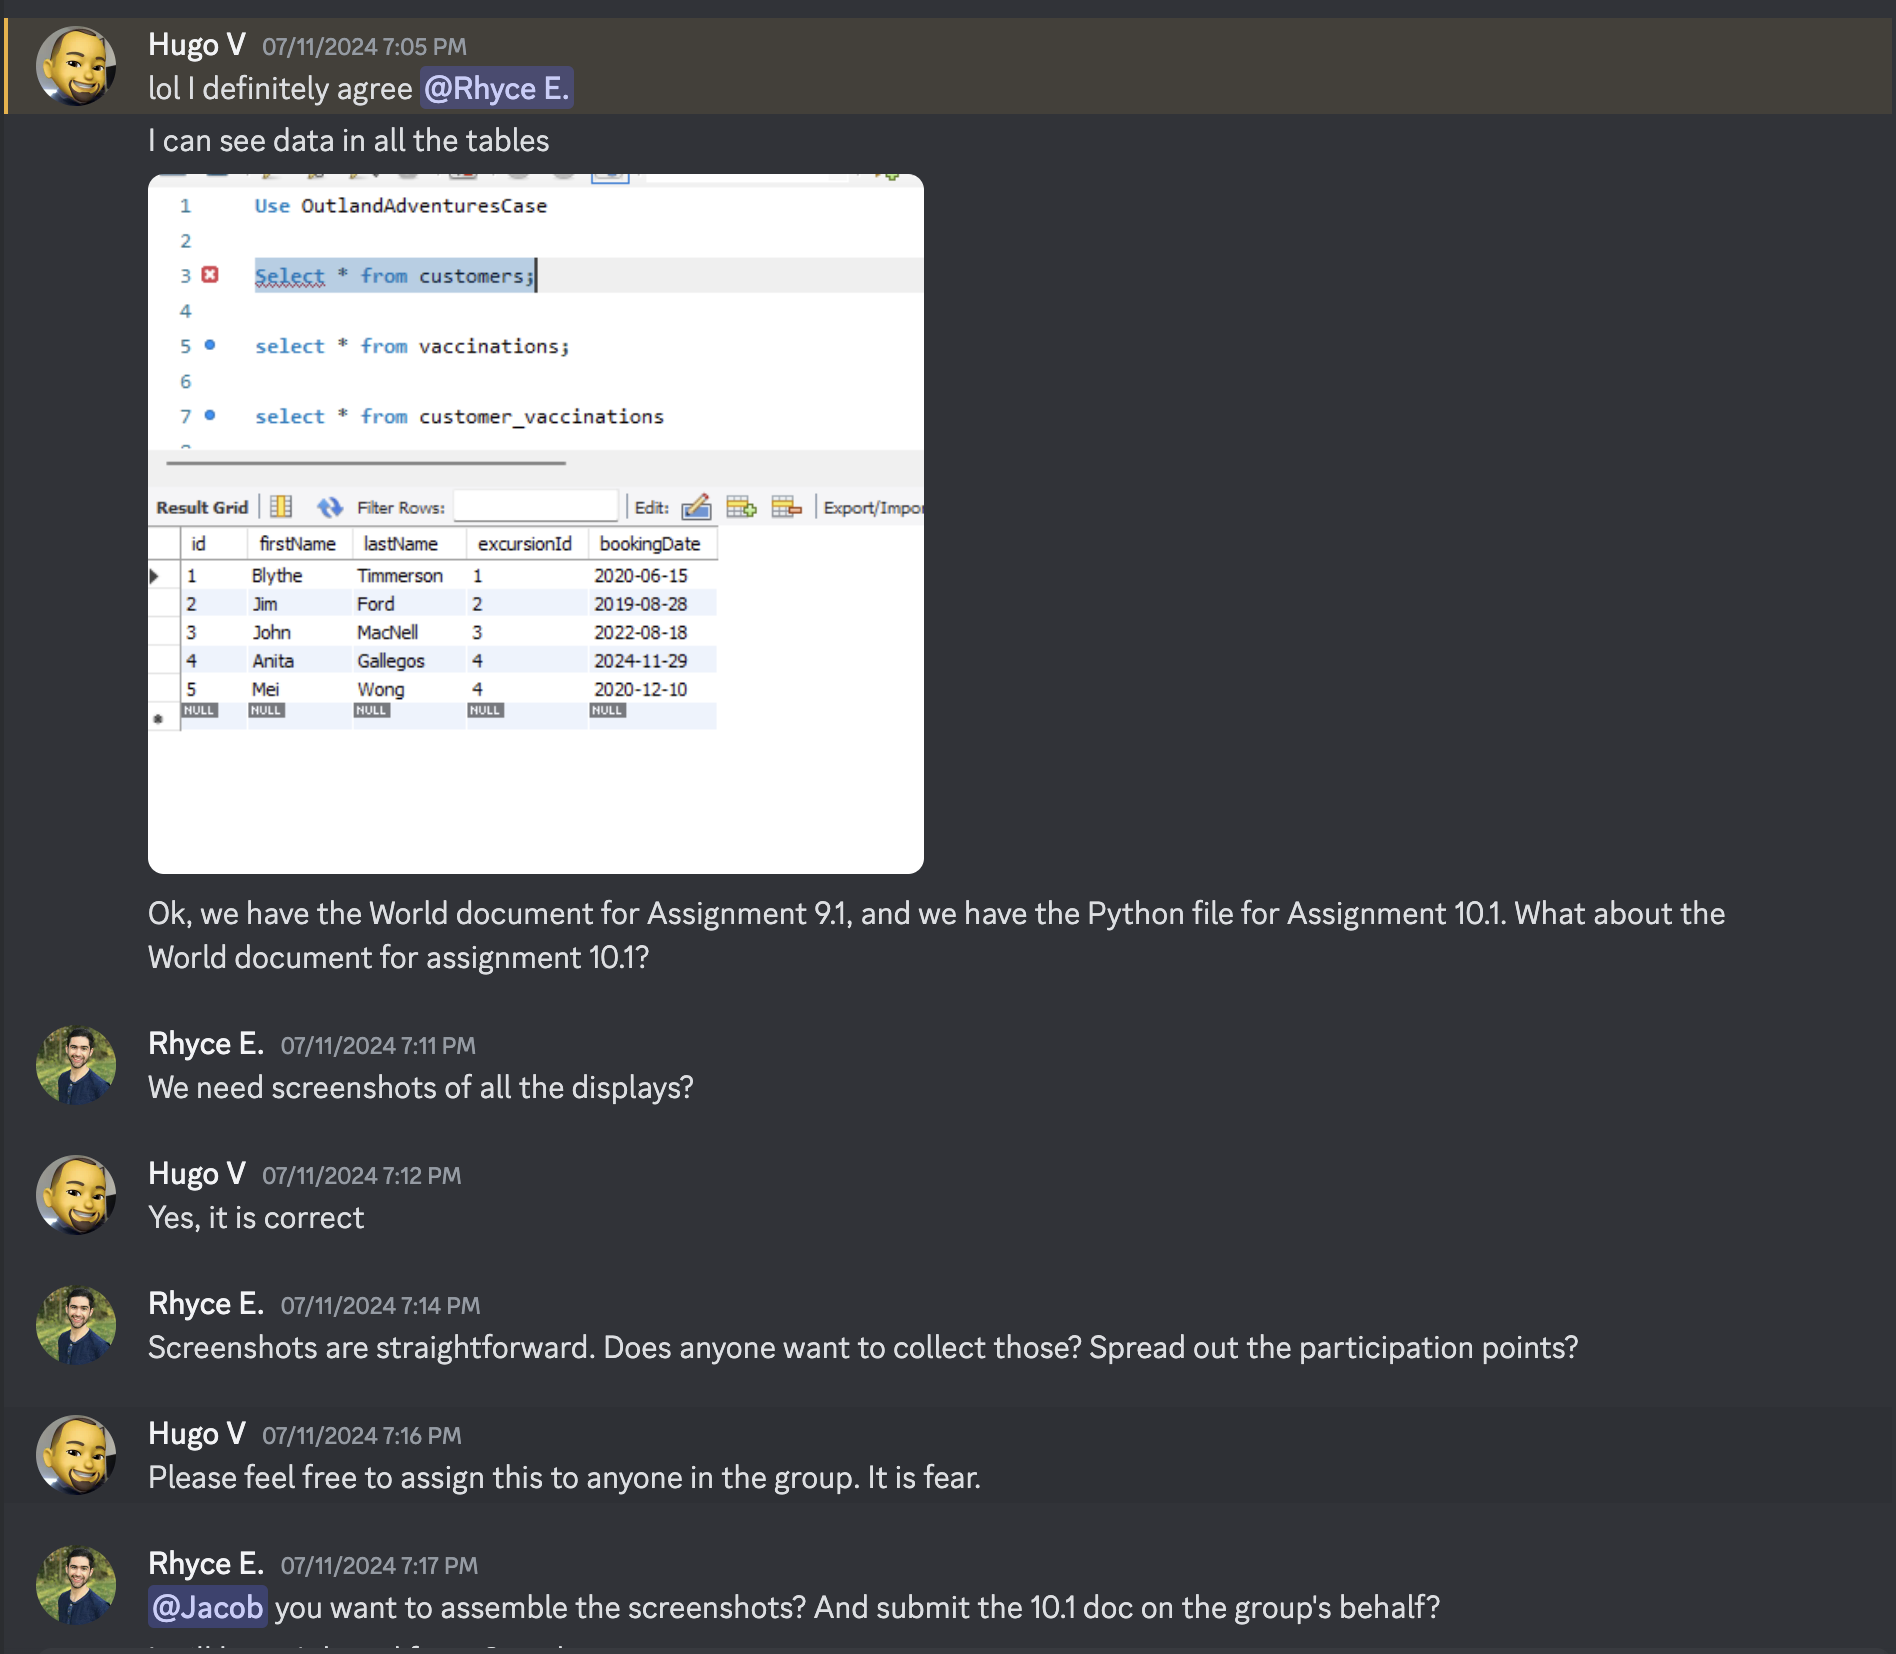 Hugo V 07/11/2024 7:05 PM
lol I definitely agree @Rhyce E.
I can see data in all the tables
1 Use OutlandAdventuresCase
2
3 Select * from customers;
4
5 select * from vaccinations;
6
7 select * from customer_vaccinations
Result Grid Filter Rows: Edit: Export/Impor
id firstName lastName excursionId bookingDate
1 Blythe Timmerson 1 2020-06-15
2 Jim Ford 2 2019-08-28
3 John MacNell 3 2022-08-18
4 Anita Gallegos 4 2024-11-29
5 Mei Wong 4 2020-12-10
NULL NULL NULL NULL NULL
Ok, we have the World document for Assignment 9.1, and we have the Python file for Assignment 10.1. What about the
World document for assignment 10.1?
Rhyce E. 07/11/2024 7:11 PM
We need screenshots of all the displays?
Hugo V 07/11/2024 7:12 PM
Yes, it is correct
Rhyce E. 07/11/2024 7:14 PM
Screenshots are straightforward. Does anyone want to collect those? Spread out the participation points?
Hugo V 07/11/2024 7:16 PM
Please feel free to assign this to anyone in the group. It is fear.
Rhyce E. 07/11/2024 7:17 PM
@Jacob you want to assemble the screenshots? And submit the 10.1 doc on the group's behalf?